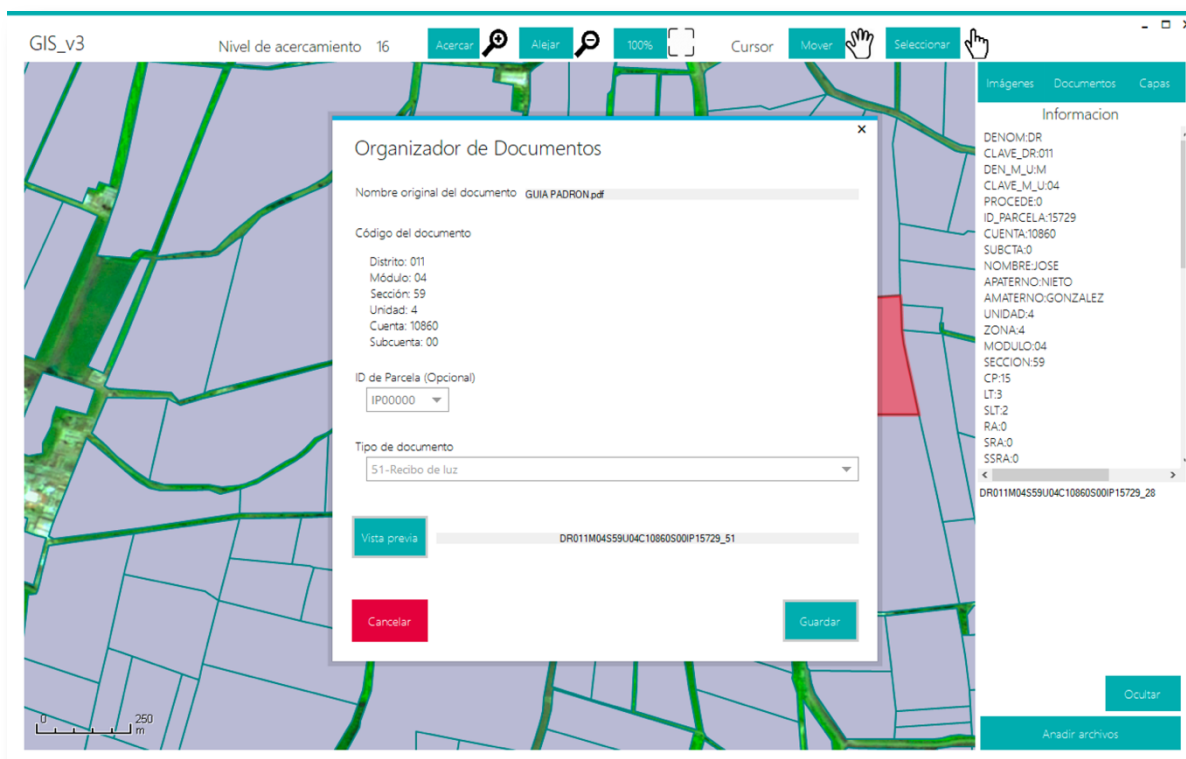 GIS_v3
Nivel de acercamiento 16 Acercar Alejar 100% Cursor Mover Seleccionar
Imágenes Documentos Capas
Organizador de Documentos
Nombre original del documento GUIA PADRON.pdf
Código del documento
Distrito: 011
Módulo: 04
Sección: 59
Unidad: 4
Cuenta: 10860
Subcuenta: 00
ID de Parcela (Opcional)
IP00000
Tipo de documento
51-Recibo de luz
Vista previa DR011M04S59U04C10860S00IP15729_51
Cancelar Guardar
Informacion
DENOM:DR
CLAVE_DR:011
DEN_M_U:M
CLAVE_M_U:04
PROCEDE:0
ID_PARCELA:15729
CUENTA:10860
SUBCTA:0
NOMBRE:JOSE
APATERNO:NIETO
AMATERNO:GONZALEZ
UNIDAD:4
ZONA:4
MODULO:04
SECCION:59
CP:15
LT:3
SLT:2
RA:0
SRA:0
SSRA:0
DR011M04S59U04C10860S00IP15729_28
Ocultar
Anadir archivos
0 250
m